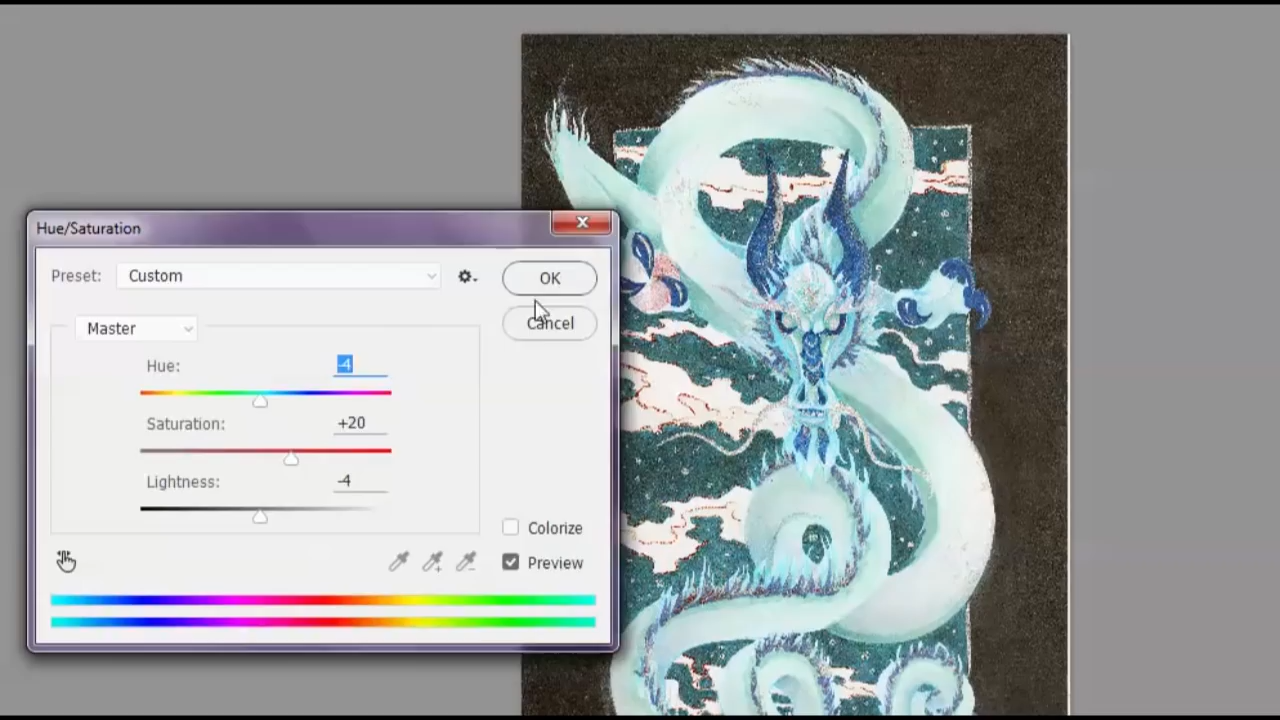 Hue/Saturation
Preset: Custom
OK
Cancel
Master
Hue: -4
Saturation: +20
Lightness: -4
Colorize
Preview